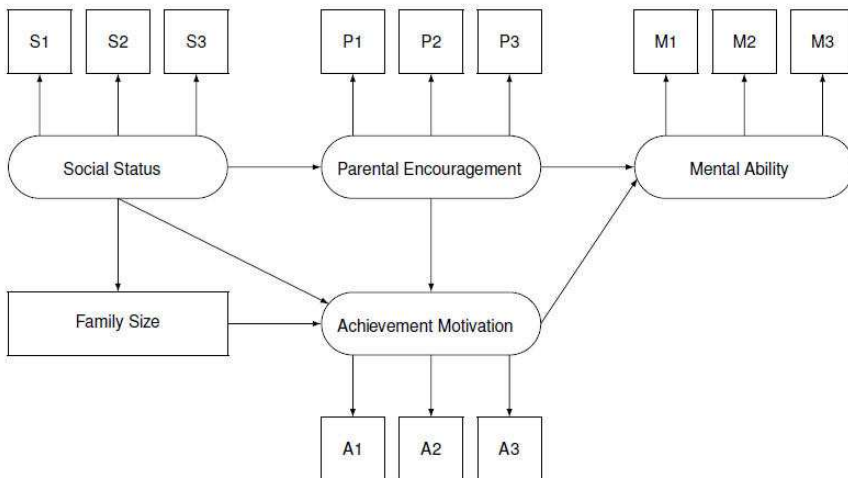 S1 S2 S3 P1 P2 P3 M1 M2 M3
Social Status Parental Encouragement Mental Ability
Family Size Achievement Motivation
A1 A2 A3